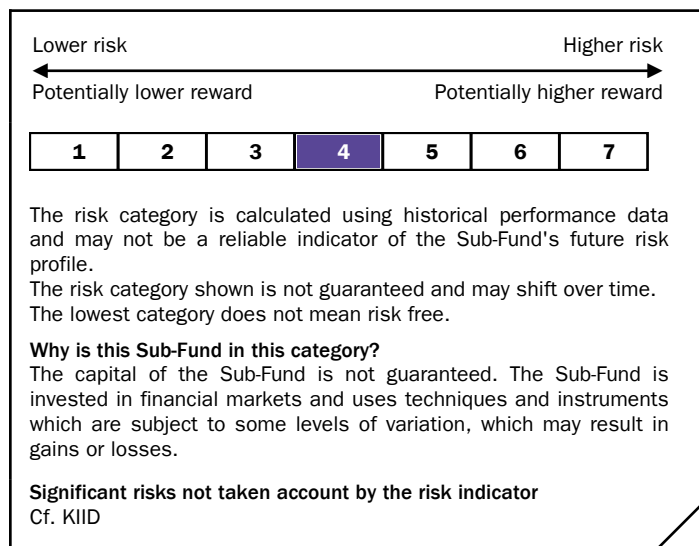 Lower risk Higher risk
Potentially lower reward Potentially higher reward
1 2 3 4 5 6 7
The risk category is calculated using historical performance data
and may not be a reliable indicator of the Sub-Fund's future risk
profile.
The risk category shown is not guaranteed and may shift over time.
The lowest category does not mean risk free.
Why is this Sub-Fund in this category?
The capital of the Sub-Fund is not guaranteed. The Sub-Fund is
invested in financial markets and uses techniques and instruments
which are subject to some levels of variation, which may result in
gains or losses.
Significant risks not taken account by the risk indicator
Cf. KIID